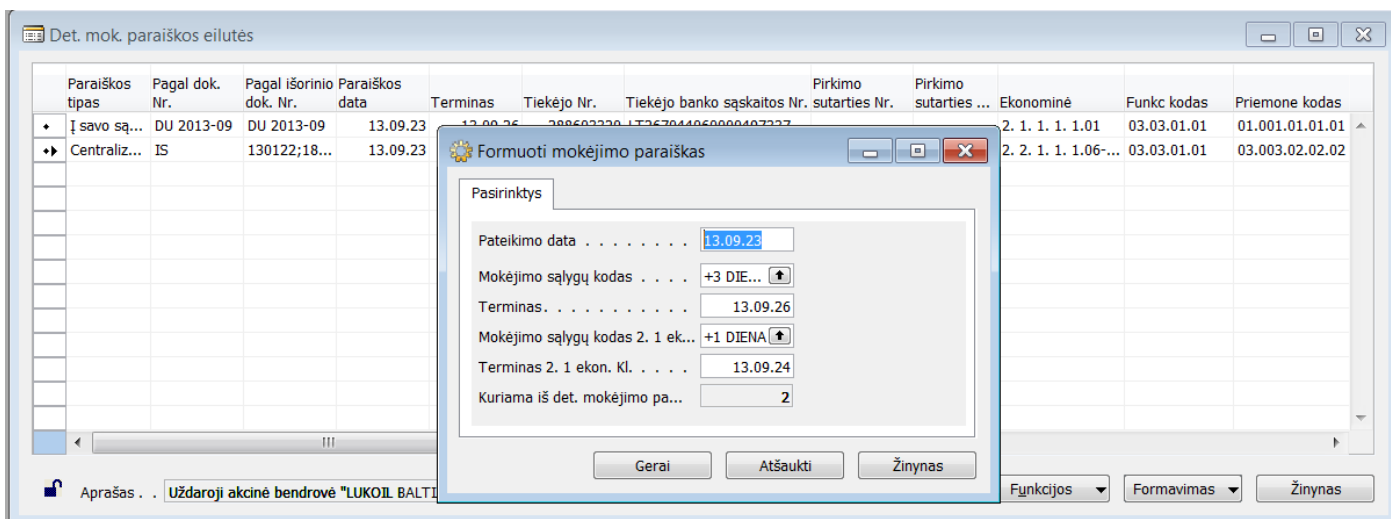 Det. mok. paraiškos eilutės
Paraiškos tipas Pagal dok. Nr. Pagal išorinio dok. Nr. Paraiškos data Terminas Tiekėjo Nr. Tiekėjo banko sąskaitos Nr. Pirkimo sutarties Nr. Pirkimo sutarties ... Ekonominė Funkc kodas Priemone kodas
Į savo są... DU 2013-09 DU 2013-09 13.09.23 2. 1. 1. 1. 1.01 03.03.01.01 01.001.01.01.01
Centraliz... IS 130122;18... 13.09.23 2. 2. 1. 1. 1.06-... 03.03.01.01 03.003.02.02.02
Formuoti mokėjimo paraiškas
Pasirinktys
Pateikimo data . . . . . . . . 13.09.23
Mokėjimo sąlygų kodas . . . . +3 DIE...
Terminas. . . . . . . . . . . 13.09.26
Mokėjimo sąlygų kodas 2. 1 ek... +1 DIENA
Terminas 2. 1 ekon. Kl. . . . . 13.09.24
Kuriama iš det. mokėjimo pa... 2
Gerai Atšaukti Žinynas
Aprašas . . Uždaroji akcinė bendrovė "LUKOIL BALTI
Funkcijos Formavimas Žinynas